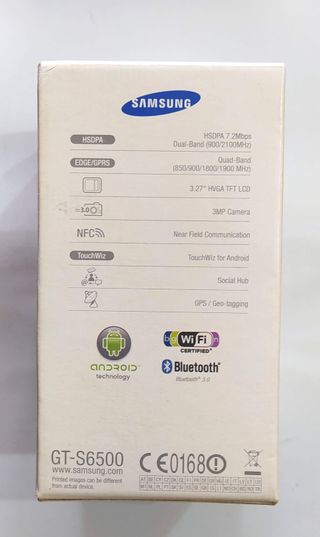 SAMSUNG
HSDPA
HSDPA 7.2Mbps
Dual-Band (900/2100MHz)
EDGE/GPRS
Quad-Band
(850/900/1800/1900 MHz)
3.27" HVGA TFT LCD
3.0
3MP Camera
NFC
Near Field Communication
TouchWiz
TouchWiz for Android
Social Hub
GPS / Geo-tagging
ANDROID
technology
b g Wi Fi n
CERTIFIED
Bluetooth®
Bluetooth® 3.0
GT-S6500
www.samsung.com
Printed images can be different
from actual device.
CE0168